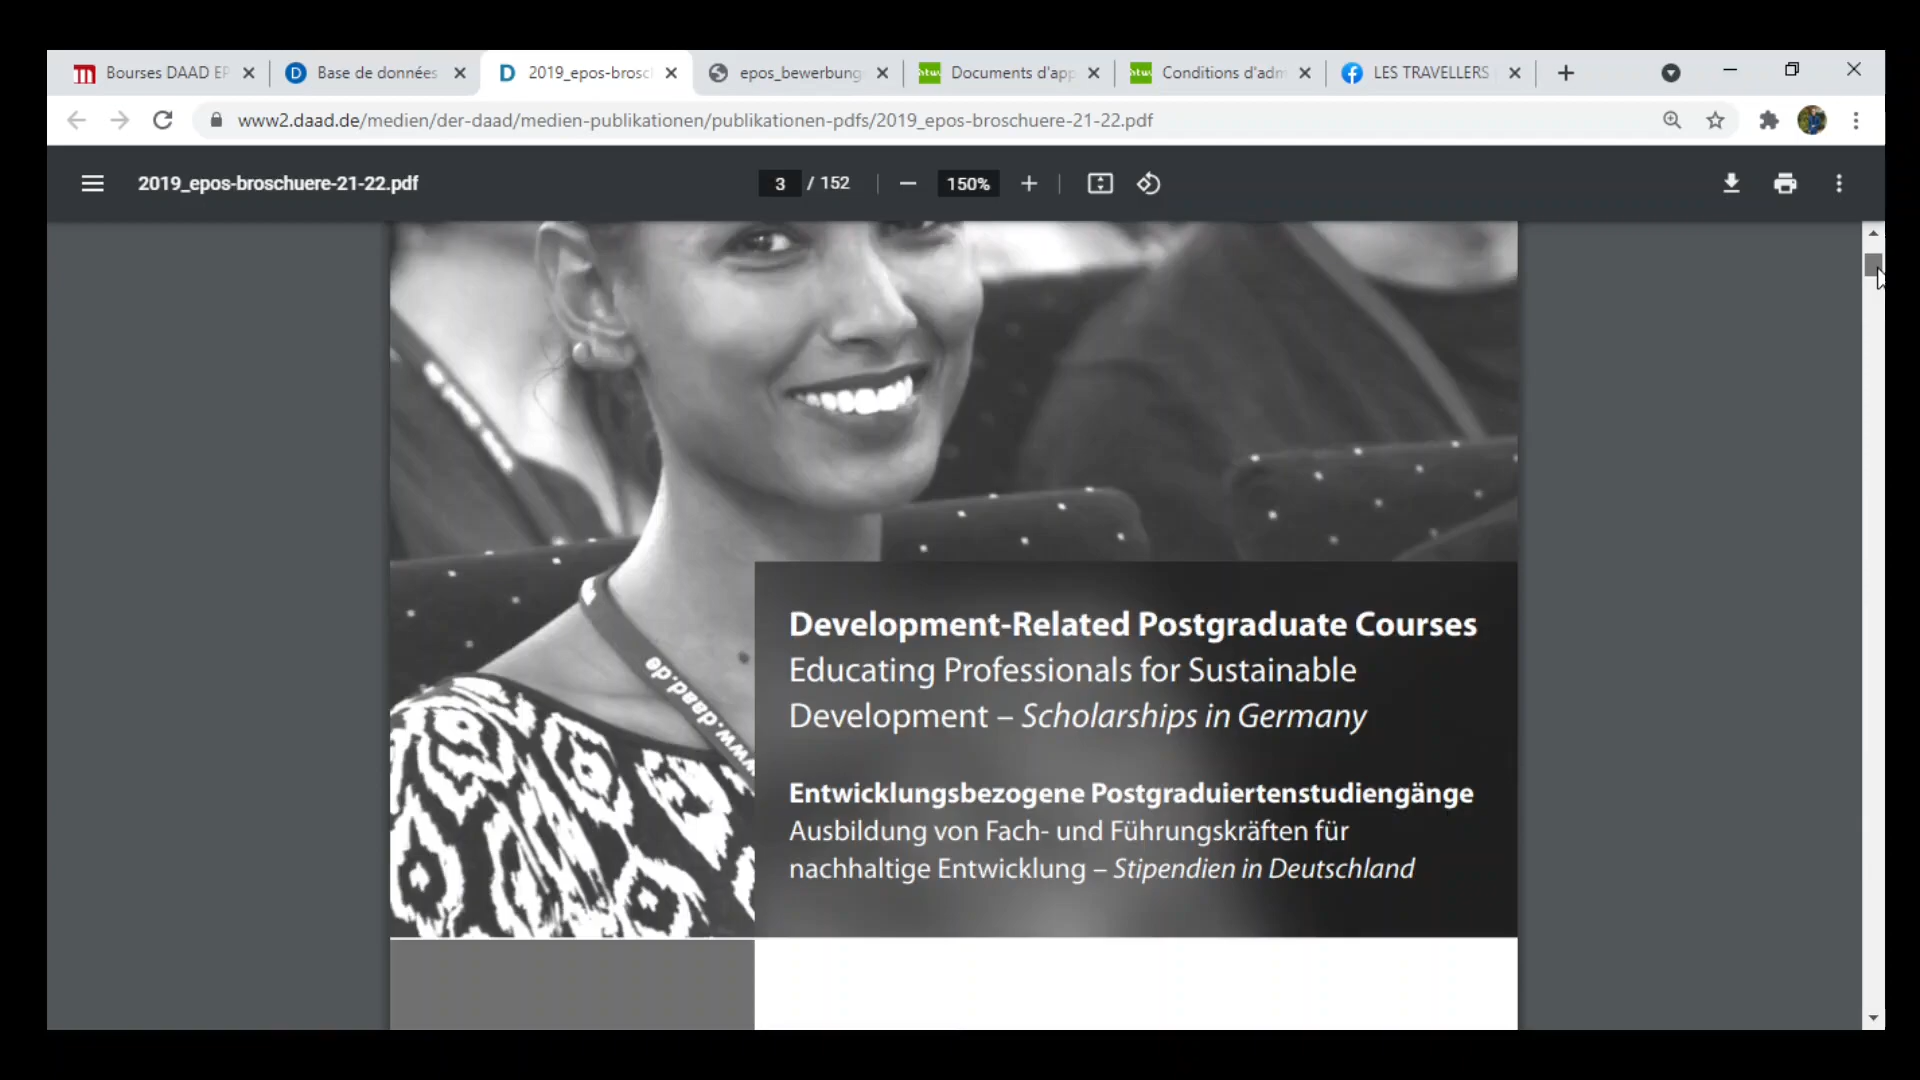 Bourses DAAD EP
Base de données
2019_epos-brosc
epos_bewerbung
Documents d'app
Conditions d'adm
LES TRAVELLERS
www2.daad.de/medien/der-daad/medien-publikationen/publikationen-pdfs/2019_epos-broschuere-21-22.pdf
2019_epos-broschuere-21-22.pdf
3 / 152
150%
www.daad.de
Development-Related Postgraduate Courses
Educating Professionals for Sustainable
Development – Scholarships in Germany
Entwicklungsbezogene Postgraduiertenstudiengänge
Ausbildung von Fach- und Führungskräften für
nachhaltige Entwicklung – Stipendien in Deutschland